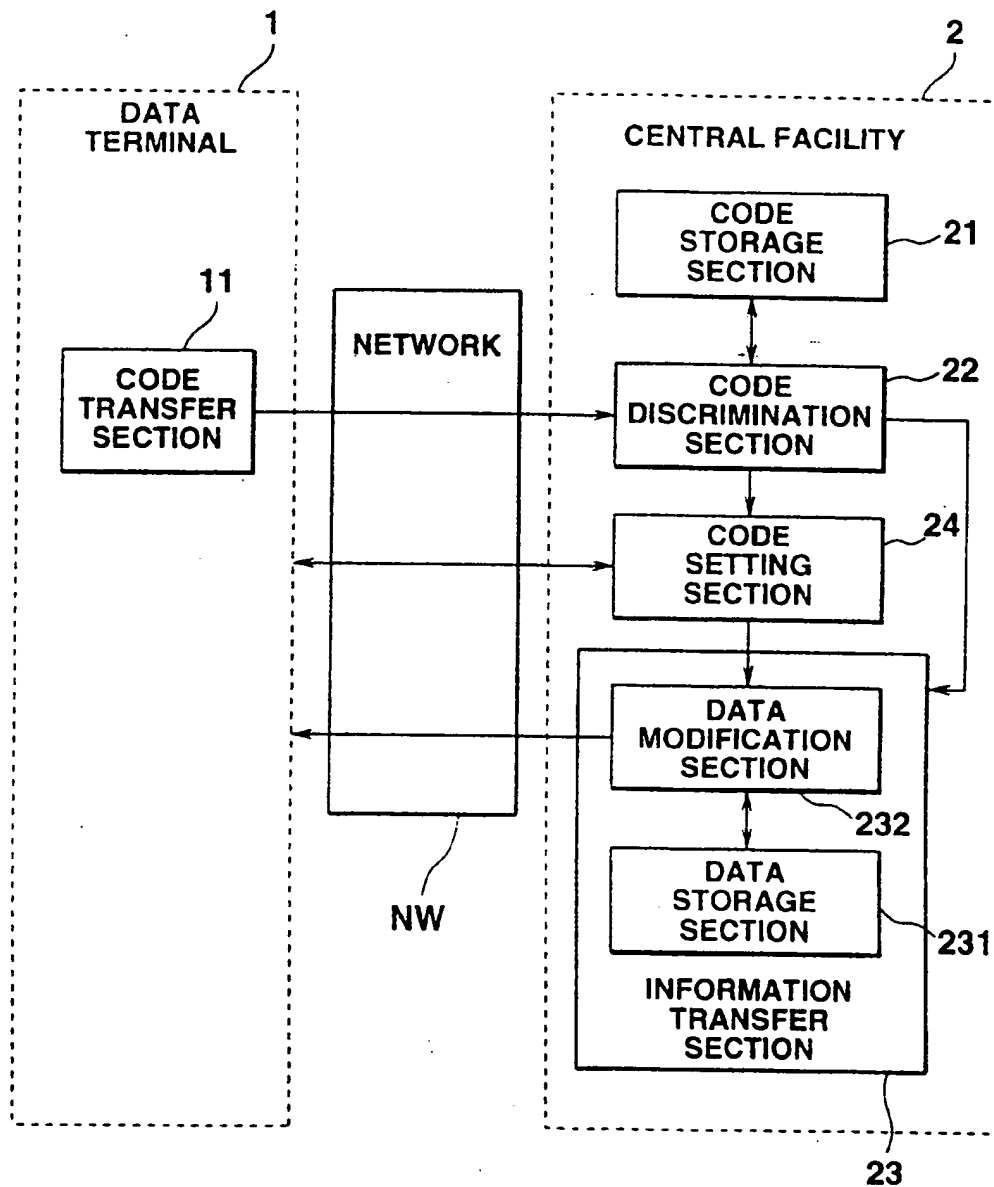 1
2
DATA
TERMINAL
CENTRAL FACILITY
CODE
STORAGE
SECTION
21
11
NETWORK
CODE
TRANSFER
SECTION
CODE
DISCRIMINATION
SECTION
22
CODE
SETTING
SECTION
24
DATA
MODIFICATION
SECTION
232
DATA
STORAGE
SECTION
231
NW
INFORMATION
TRANSFER
SECTION
23